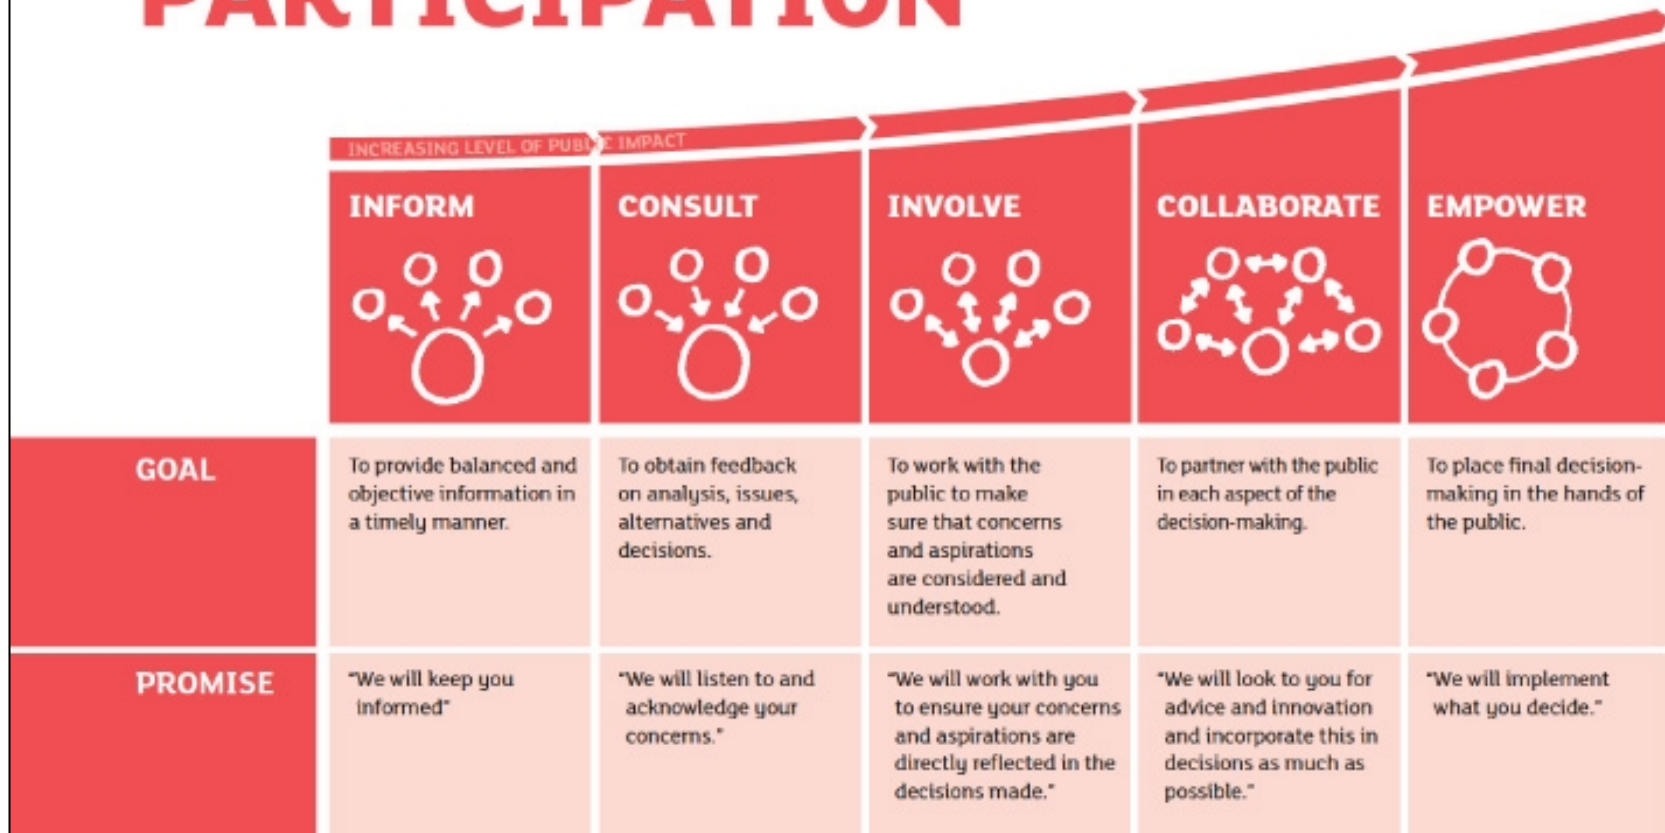 PARTICIPATION
INCREASING LEVEL OF PUBLIC IMPACT
INFORM
CONSULT
INVOLVE
COLLABORATE
EMPOWER
GOAL
To provide balanced and
objective information in
a timely manner.
To obtain feedback
on analysis, issues,
alternatives and
decisions.
To work with the
public to make
sure that concerns
and aspirations
are considered and
understood.
To partner with the public
in each aspect of the
decision-making.
To place final decision-
making in the hands of
the public.
PROMISE
"We will keep you
informed"
"We will listen to and
acknowledge your
concerns."
"We will work with you
to ensure your concerns
and aspirations are
directly reflected in the
decisions made."
"We will look to you for
advice and innovation
and incorporate this in
decisions as much as
possible."
"We will implement
what you decide."